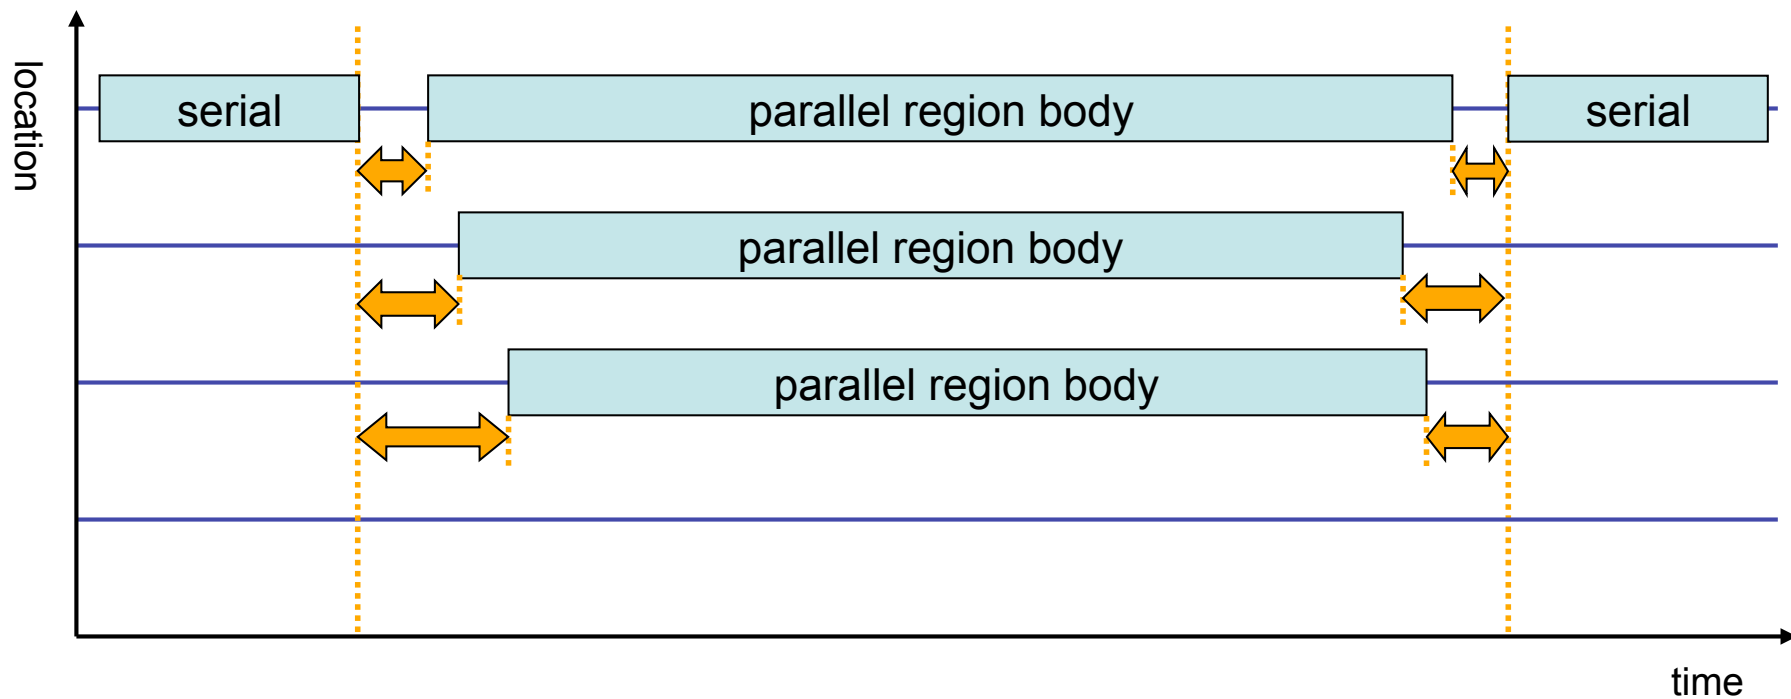 location
serial
parallel region body
serial
parallel region body
parallel region body
time